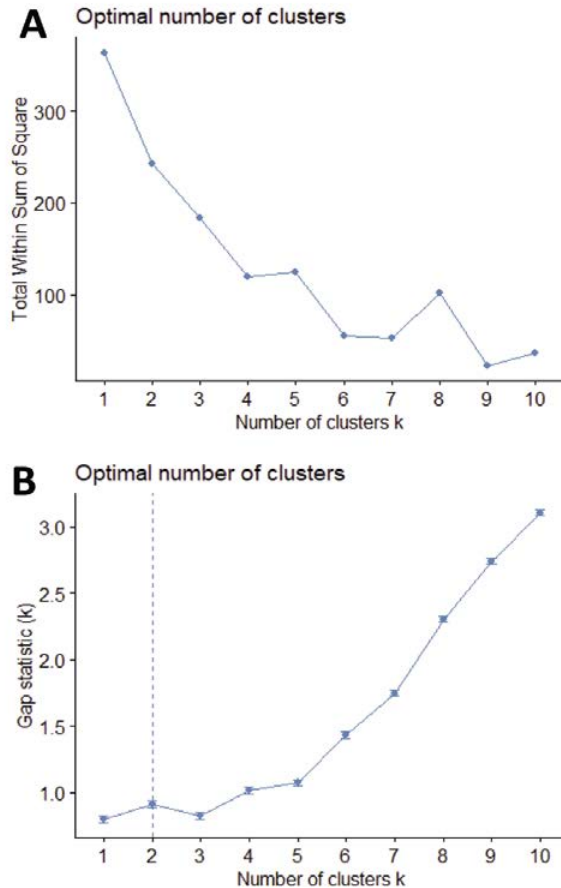 A
Optimal number of clusters
Total Within Sum of Square
300
200
100
1 2 3 4 5 6 7 8 9 10
Number of clusters k
B
Optimal number of clusters
Gap statistic (k)
3.0
2.5
2.0
1.5
1.0
1 2 3 4 5 6 7 8 9 10
Number of clusters k